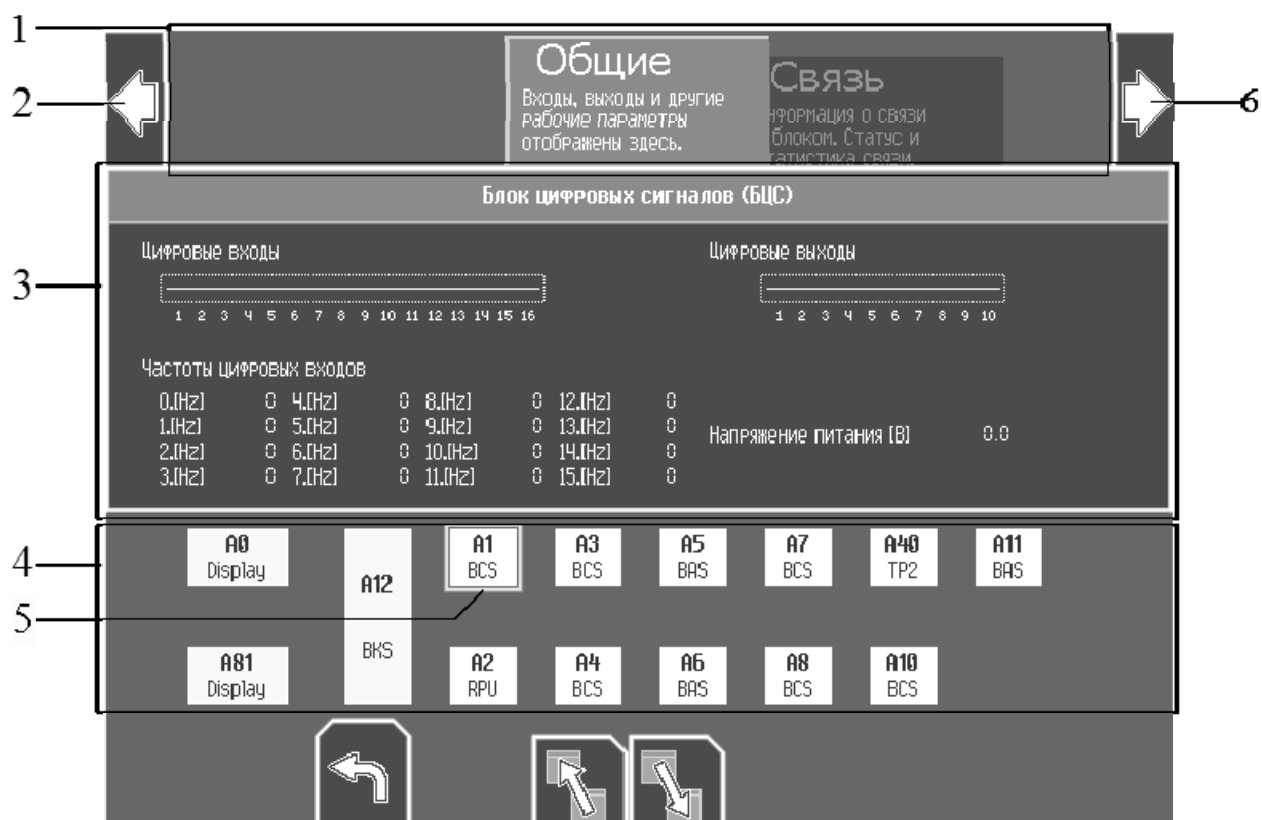 1
2
3
4
5
6
Общие
Входы, выходы и другие
рабочие параметры
отображены здесь.
Связь
нформация о связи
блоком. Статус и
татистика связи.
Блок цифровых сигналов (БЦС)
Цифровые входы
1 2 3 4 5 6 7 8 9 10 11 12 13 14 15 16
Цифровые выходы
1 2 3 4 5 6 7 8 9 10
Частоты цифровых входов
0.[Hz] 0 4.[Hz] 0 8.[Hz] 0 12.[Hz] 0
1.[Hz] 0 5.[Hz] 0 9.[Hz] 0 13.[Hz] 0
2.[Hz] 0 6.[Hz] 0 10.[Hz] 0 14.[Hz] 0
3.[Hz] 0 7.[Hz] 0 11.[Hz] 0 15.[Hz] 0
Напряжение питания [В] 0.0
A0
Display
A12
BKS
A1
BCS
A3
BCS
A5
BAS
A7
BCS
A40
TP2
A11
BAS
A81
Display
A2
RPU
A4
BCS
A6
BAS
A8
BCS
A10
BCS